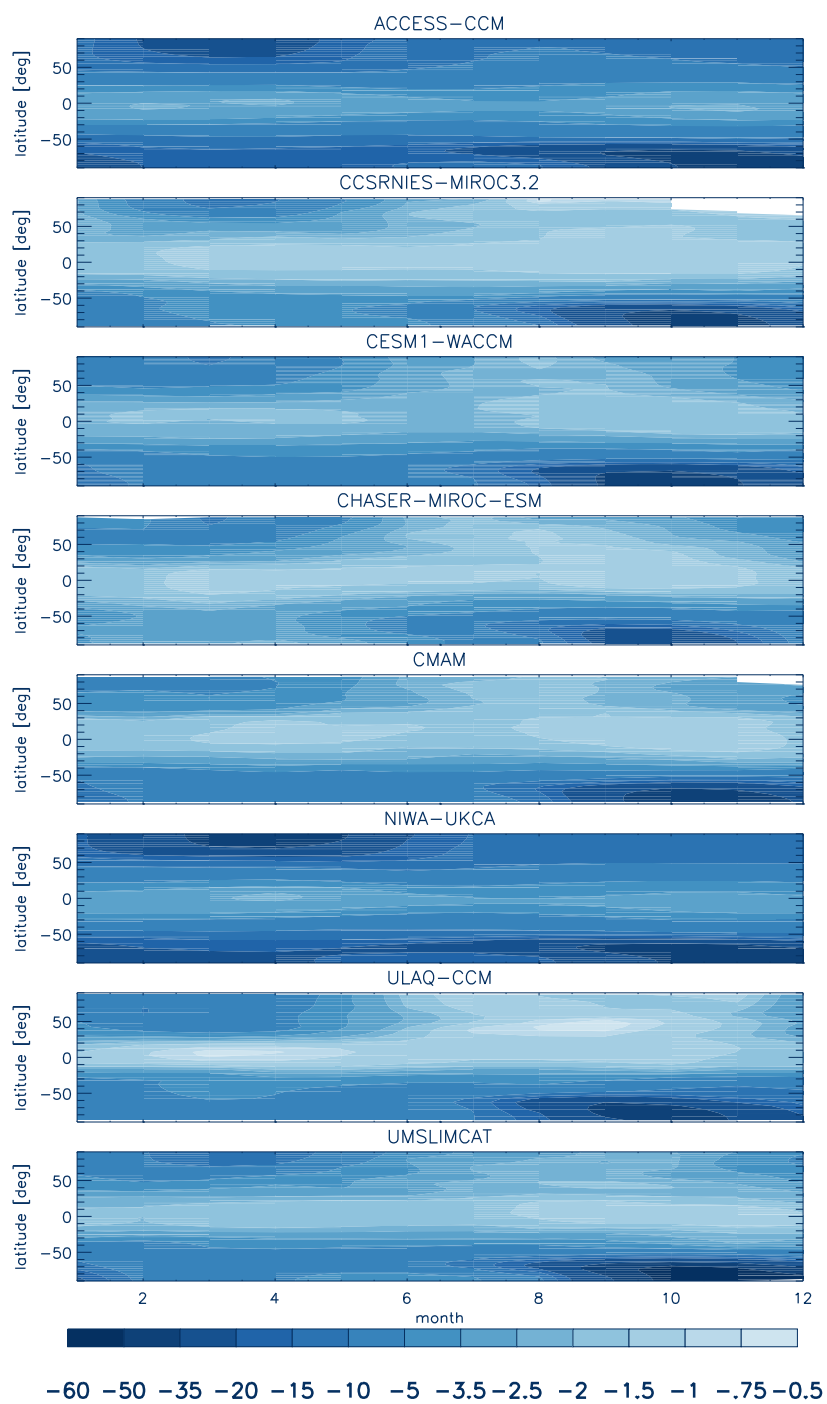 ACCESS−CCM
50
0
−50
latitude [deg]
CCSRNIES−MIROC3.2
50
0
−50
latitude [deg]
CESM1−WACCM
50
0
−50
latitude [deg]
CHASER−MIROC−ESM
50
0
−50
latitude [deg]
CMAM
50
0
−50
latitude [deg]
NIWA−UKCA
50
0
−50
latitude [deg]
ULAQ−CCM
50
0
−50
latitude [deg]
UMSLIMCAT
50
0
−50
latitude [deg]
2 4 6 8 10 12
month
−60 −50 −35 −20 −15 −10 −5 −3.5 −2.5 −2 −1.5 −1 −.75 −0.5